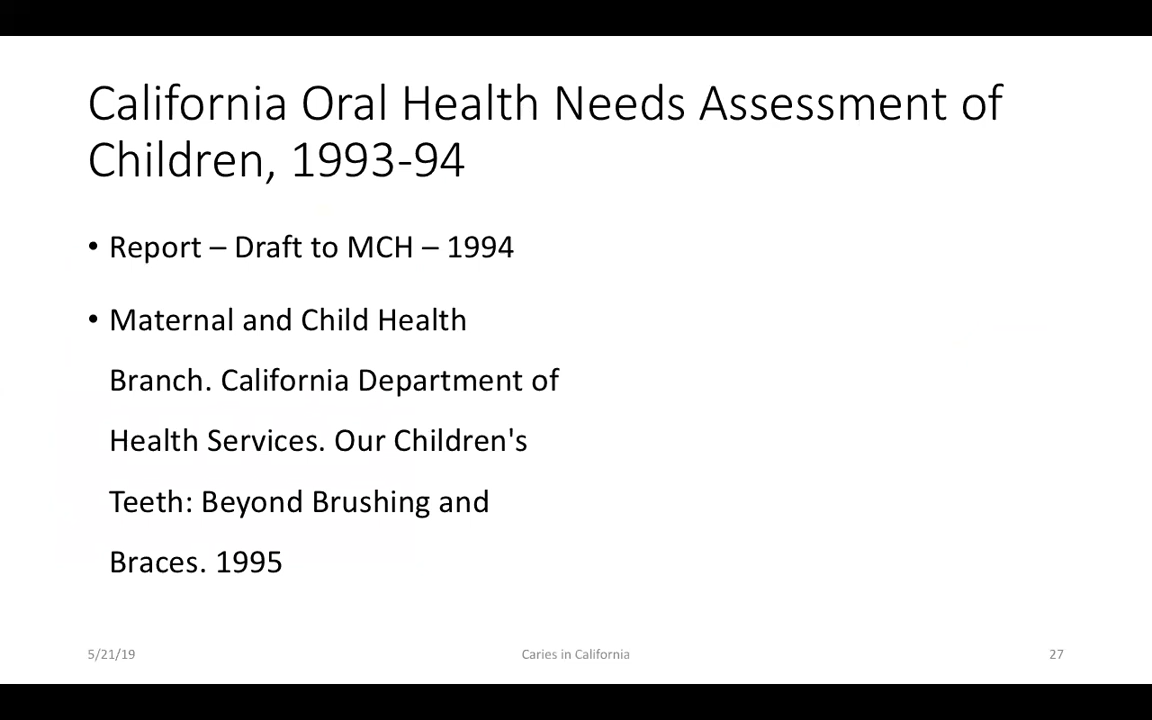 California Oral Health Needs Assessment of
Children, 1993-94
• Report – Draft to MCH – 1994
• Maternal and Child Health
Branch. California Department of
Health Services. Our Children's
Teeth: Beyond Brushing and
Braces. 1995
5/21/19
Caries in California
27